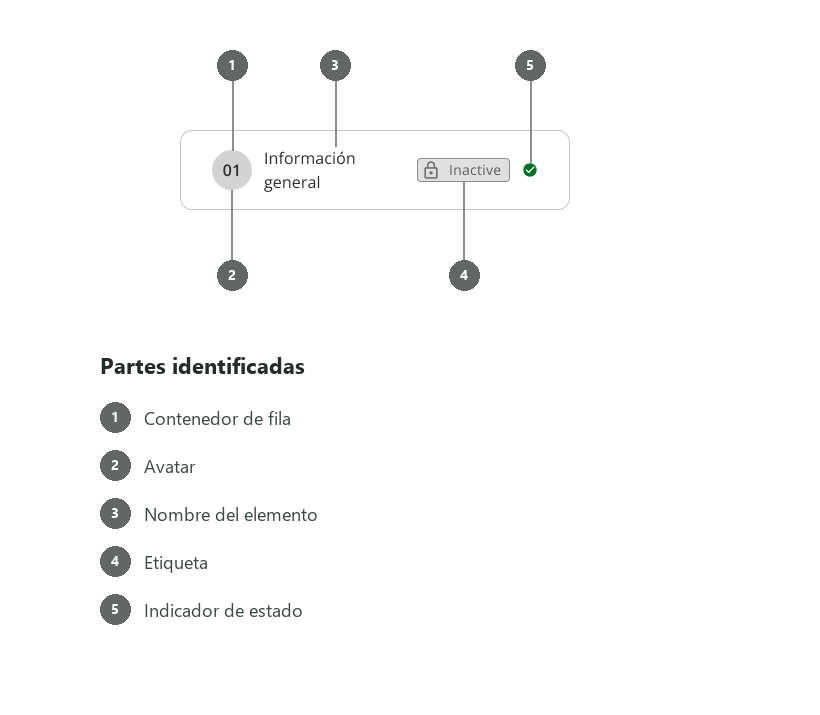 1
3
5
01
Información
general
Inactive
2
4
Partes identificadas
1 Contenedor de fila
2 Avatar
3 Nombre del elemento
4 Etiqueta
5 Indicador de estado